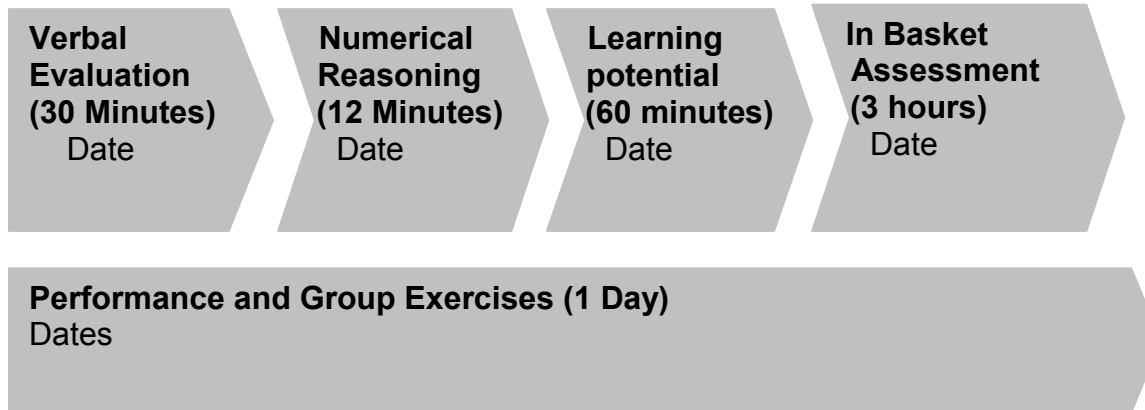 Verbal
Evaluation
(30 Minutes)
Date
Numerical
Reasoning
(12 Minutes)
Date
Learning
potential
(60 minutes)
Date
In Basket
Assessment
(3 hours)
Date
Performance and Group Exercises (1 Day)
Dates